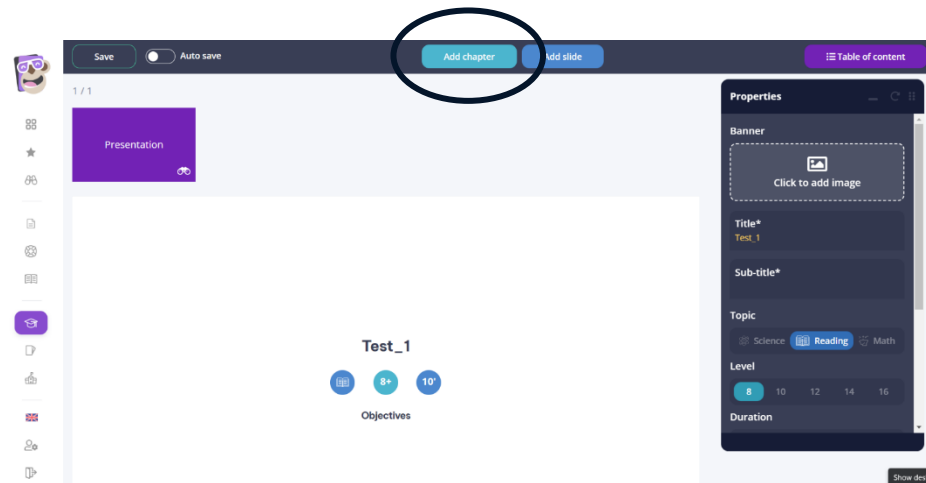 Save
Auto save
Add chapter
Add slide
Table of content
1 / 1
Presentation
Properties
Banner
Click to add image
Title*
Test_1
Sub-title*
Topic
Science Reading Math
Level
8 10 12 14 16
Duration
Test_1
8+ 10'
Objectives
Show des